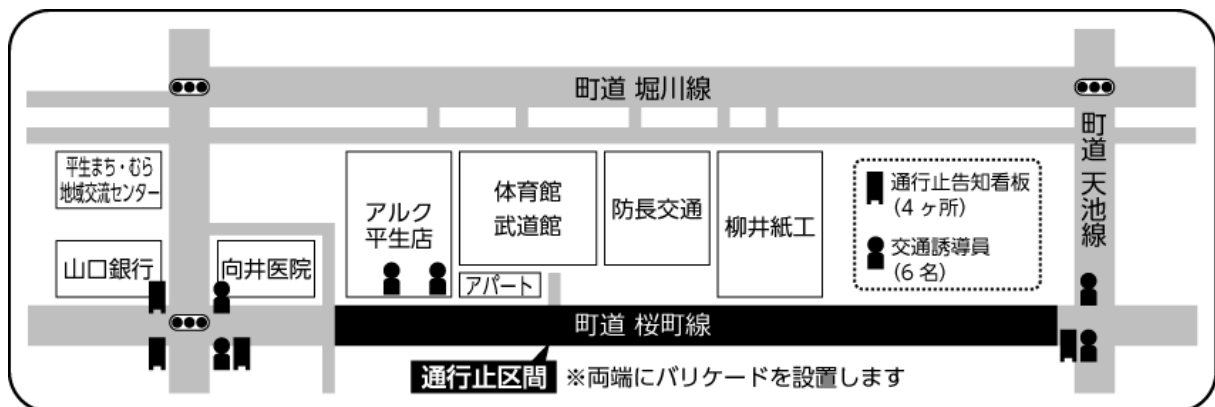 町道 堀川線
平生まち・むら
地域交流センター
アルク
平生店
体育館
武道館
防長交通
柳井紙工
通行止告知看板
(4ヶ所)
交通誘導員
(6名)
町道 天池線
山口銀行
向井医院
アパート
町道 桜町線
通行止区間 ※両端にバリケードを設置します